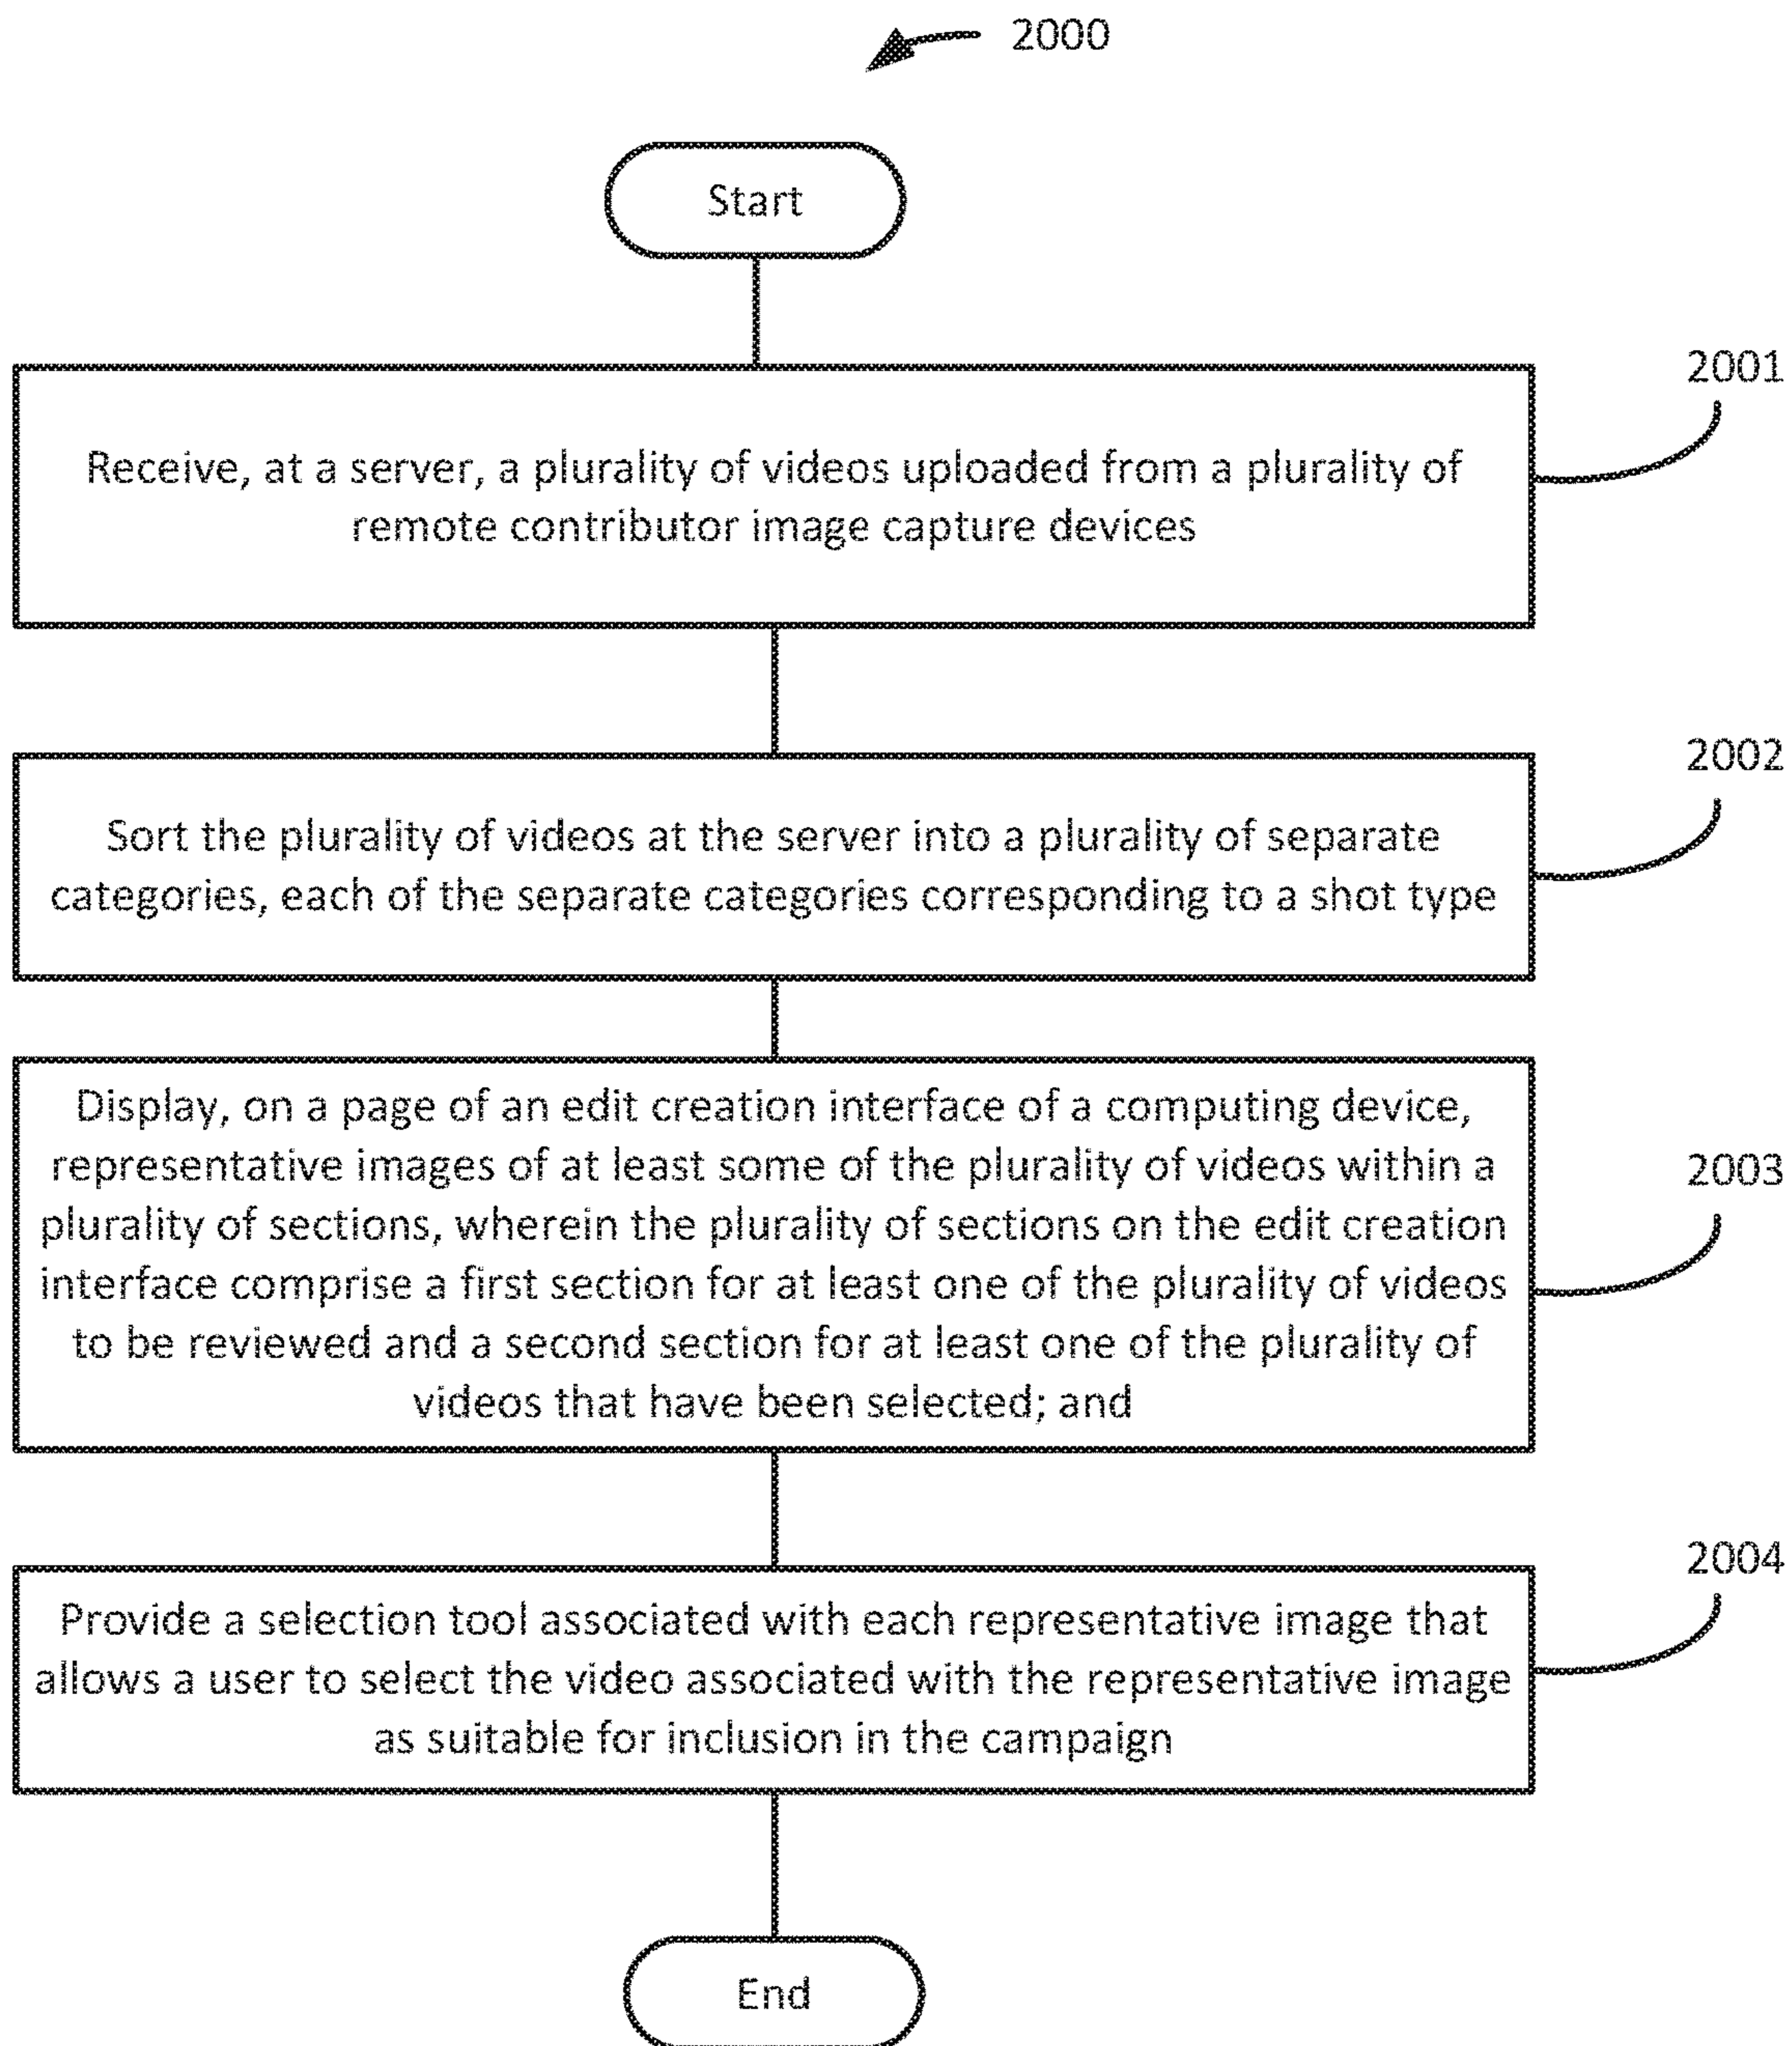 2000
Start
2001
Receive, at a server, a plurality of videos uploaded from a plurality of
remote contributor image capture devices
2002
Sort the plurality of videos at the server into a plurality of separate
categories, each of the separate categories corresponding to a shot type
Display, on a page of an edit creation interface of a computing device,
representative images of at least some of the plurality of videos within a
2003
plurality of sections, wherein the plurality of sections on the edit creation
interface comprise a first section for at least one of the plurality of videos
to be reviewed and a second section for at least one of the plurality of
videos that have been selected; and
2004
Provide a selection tool associated with each representative image that
allows a user to select the video associated with the representative image
as suitable for inclusion in the campaign
End